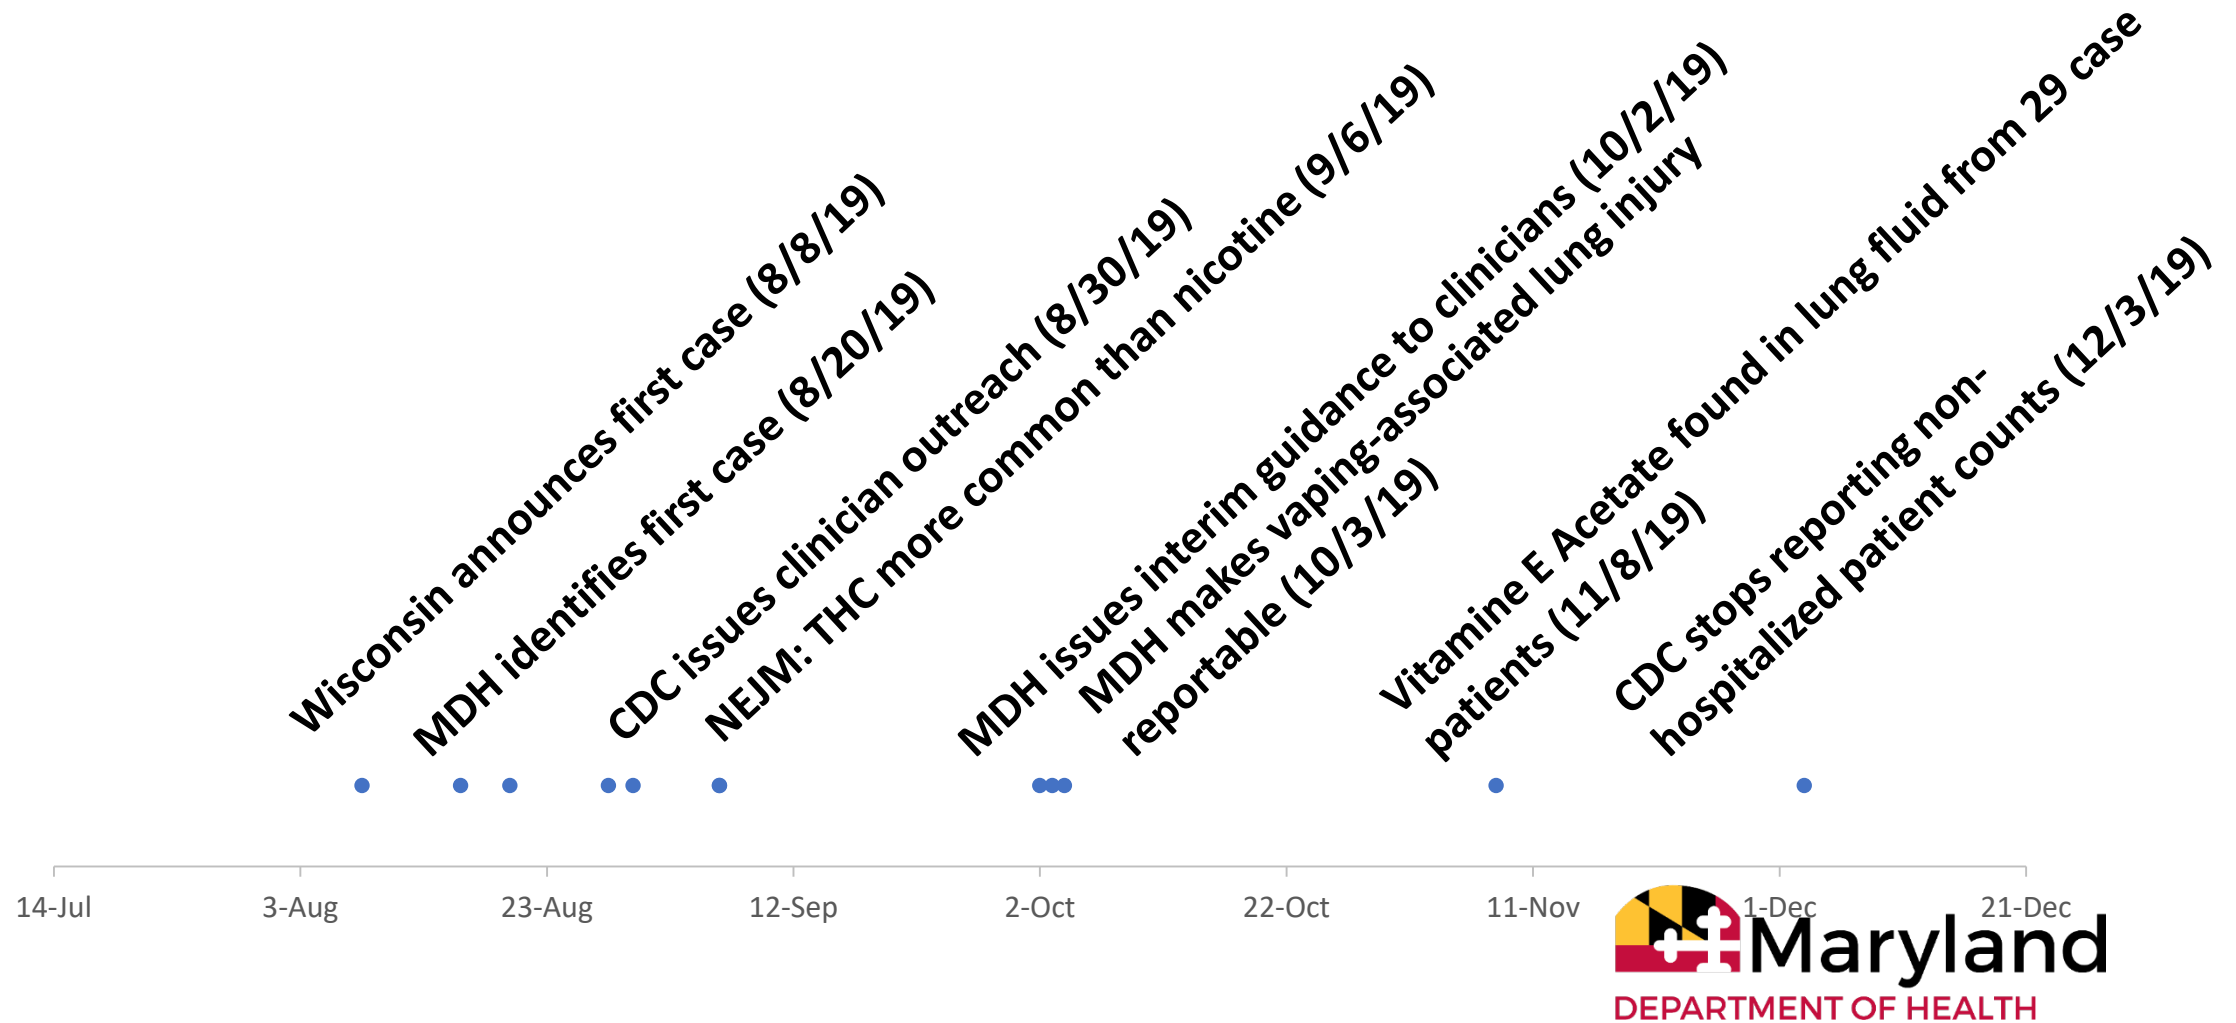 Wisconsin announces first case (8/8/19)
MDH identifies first case (8/20/19)
CDC issues clinician outreach (8/30/19)
NEJM: THC more common than nicotine (9/6/19)
MDH issues interim guidance to clinicians (10/2/19)
MDH makes vaping-associated lung injury
reportable (10/3/19)
Vitamine E Acetate found in lung fluid from 29 case
patients (11/8/19)
CDC stops reporting non-
hospitalized patient counts (12/3/19)
14-Jul
3-Aug
23-Aug
12-Sep
2-Oct
22-Oct
11-Nov
1-Dec
21-Dec
Maryland
DEPARTMENT OF HEALTH